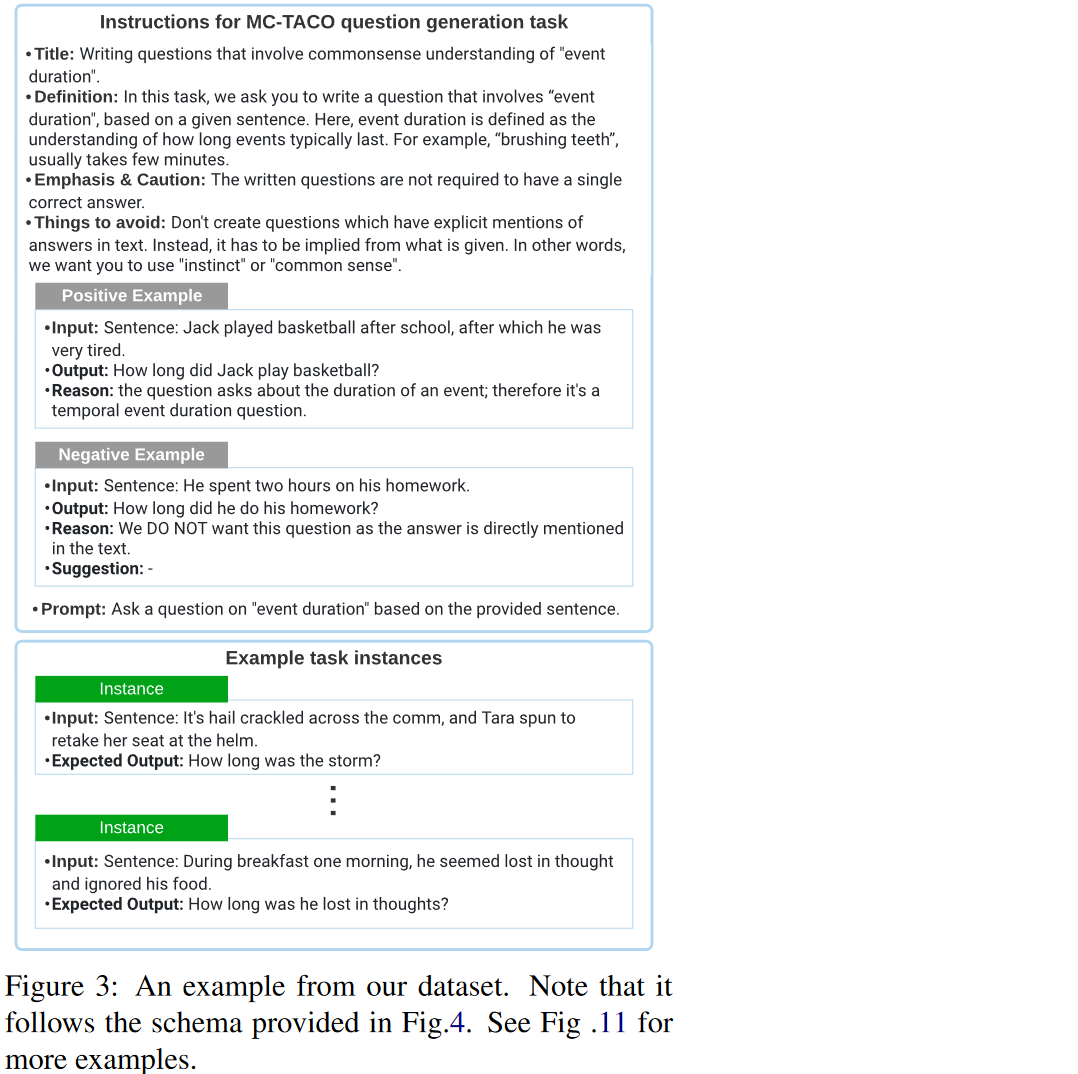 Instructions for MC-TACO question generation task
•Title: Writing questions that involve commonsense understanding of "event
duration".
•Definition: In this task, we ask you to write a question that involves “event
duration", based on a given sentence. Here, event duration is defined as the
understanding of how long events typically last. For example, “brushing teeth”,
usually takes few minutes.
•Emphasis & Caution: The written questions are not required to have a single
correct answer.
•Things to avoid: Don't create questions which have explicit mentions of
answers in text. Instead, it has to be implied from what is given. In other words,
we want you to use "instinct" or "common sense".
Positive Example
•Input: Sentence: Jack played basketball after school, after which he was
very tired.
•Output: How long did Jack play basketball?
•Reason: the question asks about the duration of an event; therefore it's a
temporal event duration question.
Negative Example
•Input: Sentence: He spent two hours on his homework.
•Output: How long did he do his homework?
•Reason: We DO NOT want this question as the answer is directly mentioned
in the text.
•Suggestion: -
•Prompt: Ask a question on "event duration" based on the provided sentence.
Example task instances
Instance
•Input: Sentence: It's hail crackled across the comm, and Tara spun to
retake her seat at the helm.
•Expected Output: How long was the storm?
Instance
•Input: Sentence: During breakfast one morning, he seemed lost in thought
and ignored his food.
•Expected Output: How long was he lost in thoughts?
Figure 3: An example from our dataset. Note that it
follows the schema provided in Fig.4. See Fig .11 for
more examples.